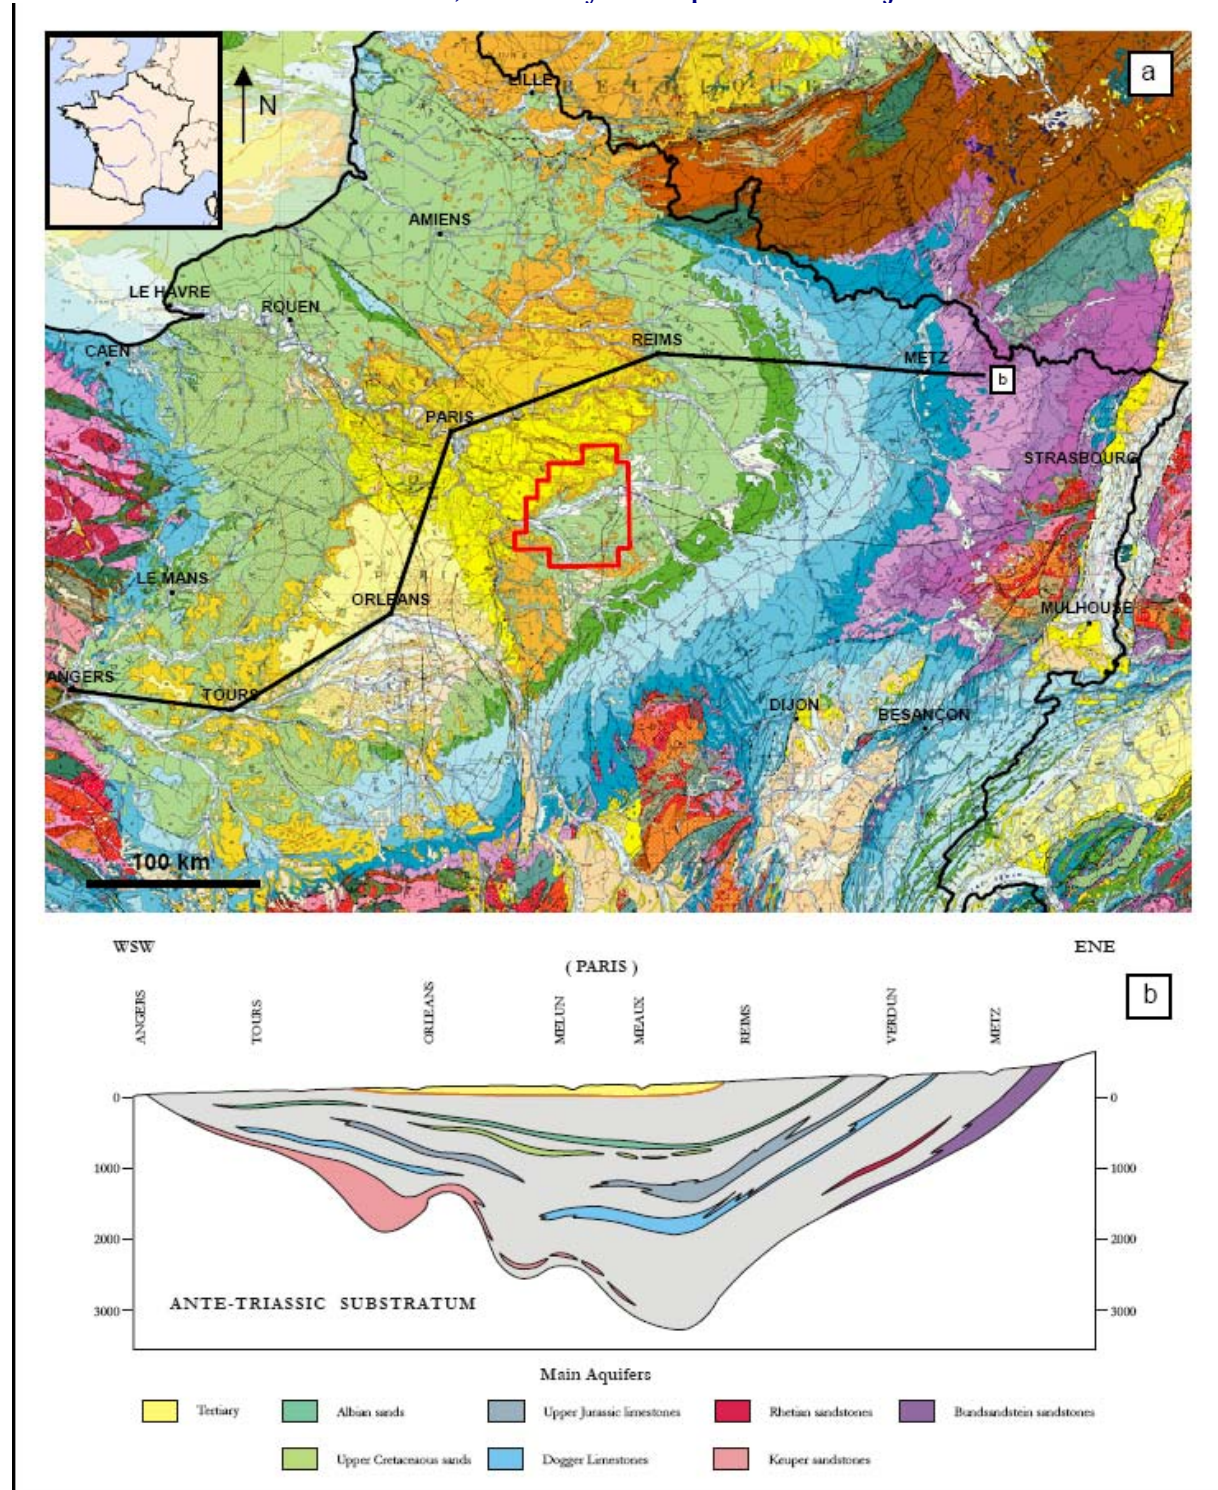 a
N
LILLE
BELGIQUE
AMIENS
LE HAVRE
ROUEN
CAEN
REIMS
METZ
b
PARIS
STRASBOURG
LE MANS
ORLEANS
MULHOUSE
ANGERS
TOURS
DIJON
BESANÇON
100 km
WSW
ENE
( PARIS )
b
ANGERS
TOURS
ORLEANS
MELUN
MEAUX
REIMS
VERDUN
METZ
0
0
1000
1000
2000
2000
3000
3000
ANTE-TRIASSIC SUBSTRATUM
Main Aquifers
Tertiary
Albian sands
Upper Jurassic limestones
Rhetian sandstones
Bundsandstein sandstones
Upper Cretaceaous sands
Dogger Limestones
Keuper sandstones